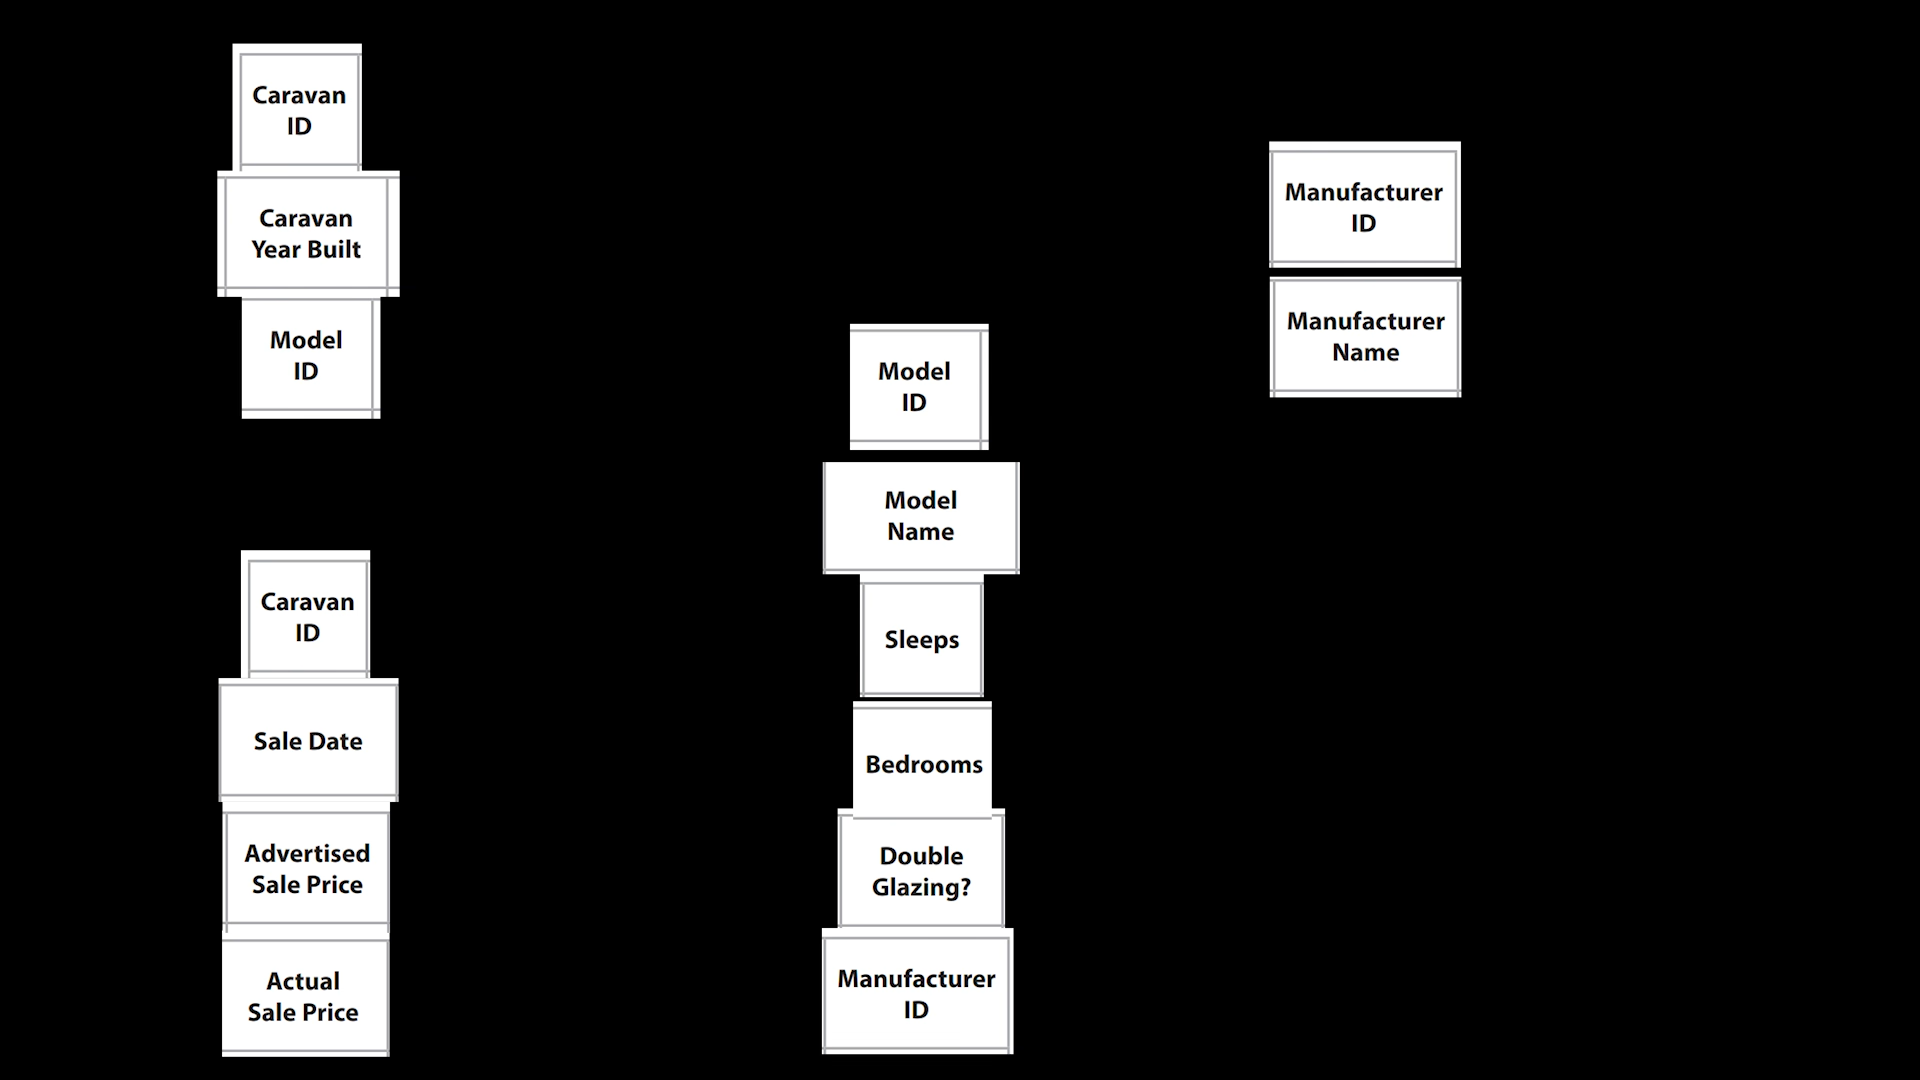 Caravan
ID
Caravan
Year Built
Model
ID
Caravan
ID
Sale Date
Advertised
Sale Price
Actual
Sale Price
Model
ID
Model
Name
Sleeps
Bedrooms
Double
Glazing?
Manufacturer
ID
Manufacturer
ID
Manufacturer
Name